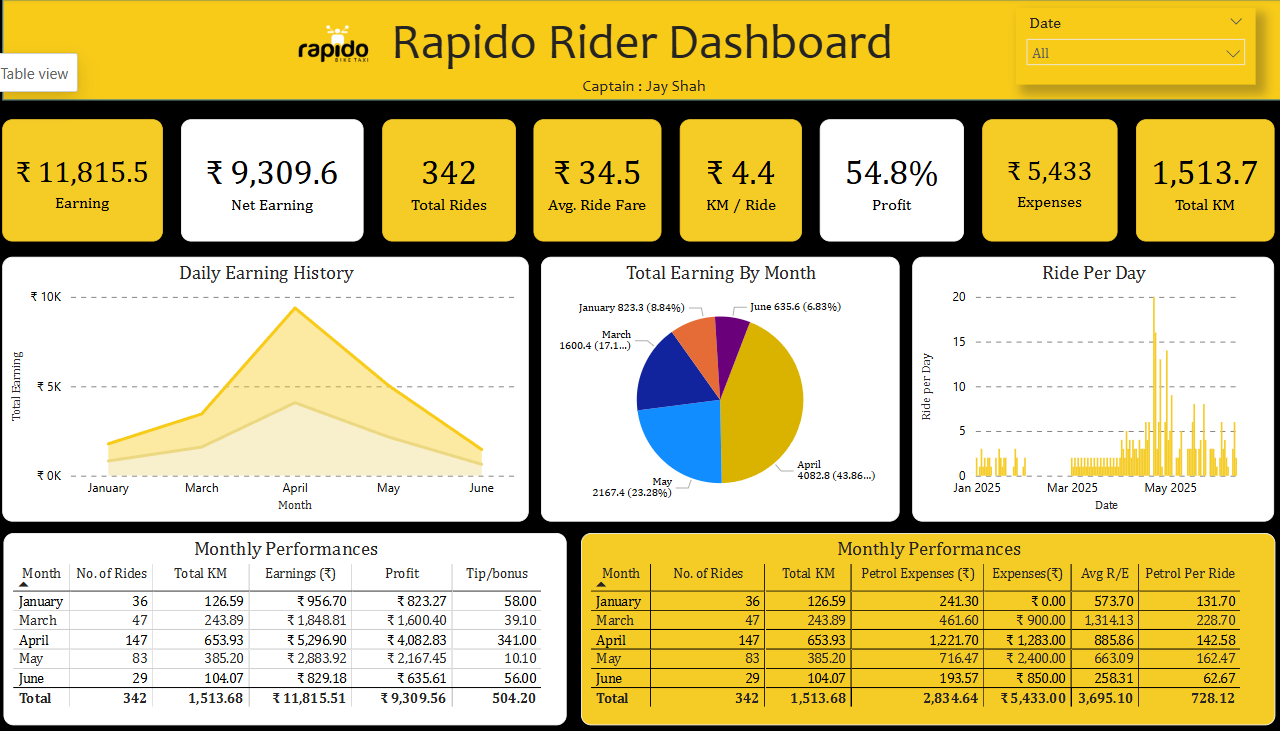 rapido
BIKE TAXI
Rapido Rider Dashboard
Captain : Jay Shah
Date
All
Table view
₹ 11,815.5
Earning
₹ 9,309.6
Net Earning
342
Total Rides
₹ 34.5
Avg. Ride Fare
₹ 4.4
KM / Ride
54.8%
Profit
₹ 5,433
Expenses
1,513.7
Total KM
Daily Earning History
Total Earning
₹ 10K
₹ 5K
₹ 0K
January March April May June
Month
Total Earning By Month
January 823.3 (8.84%)
June 635.6 (6.83%)
March
1600.4 (17.1...)
May
2167.4 (23.28%)
April
4082.8 (43.86...)
Ride Per Day
Ride per Day
20
15
10
5
0
Jan 2025 Mar 2025 May 2025
Date
Monthly Performances
Month No. of Rides Total KM Earnings (₹) Profit Tip/bonus
January 36 126.59 ₹ 956.70 ₹ 823.27 58.00
March 47 243.89 ₹ 1,848.81 ₹ 1,600.40 39.10
April 147 653.93 ₹ 5,296.90 ₹ 4,082.83 341.00
May 83 385.20 ₹ 2,883.92 ₹ 2,167.45 10.10
June 29 104.07 ₹ 829.18 ₹ 635.61 56.00
Total 342 1,513.68 ₹ 11,815.51 ₹ 9,309.56 504.20
Monthly Performances
Month No. of Rides Total KM Petrol Expenses (₹) Expenses(₹) Avg R/E Petrol Per Ride
January 36 126.59 241.30 ₹ 0.00 573.70 131.70
March 47 243.89 461.60 ₹ 900.00 1,314.13 228.70
April 147 653.93 1,221.70 ₹ 1,283.00 885.86 142.58
May 83 385.20 716.47 ₹ 2,400.00 663.09 162.47
June 29 104.07 193.57 ₹ 850.00 258.31 62.67
Total 342 1,513.68 2,834.64 ₹ 5,433.00 3,695.10 728.12